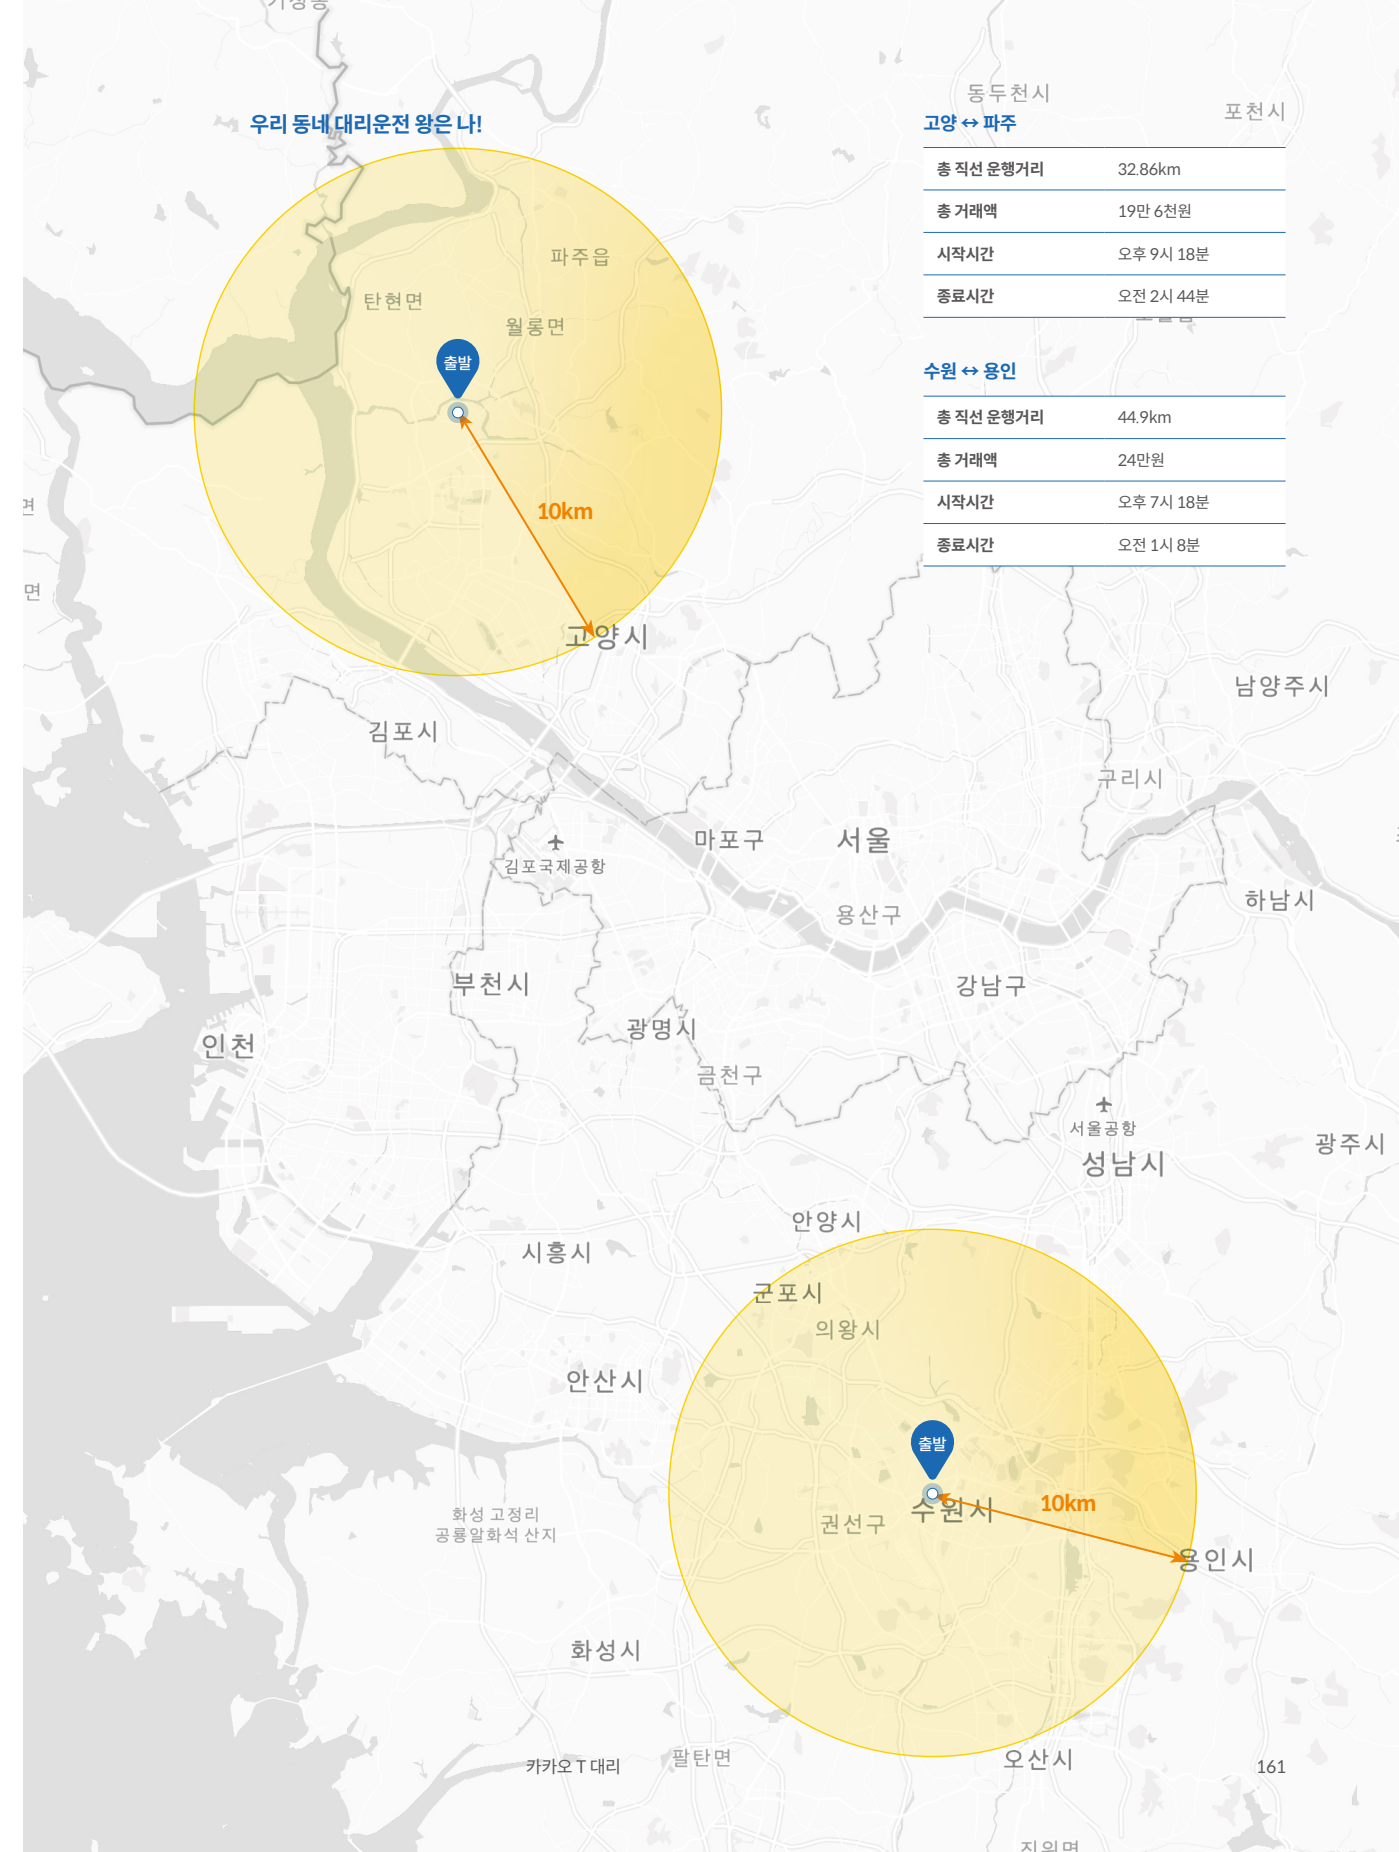 우리 동네 대리운전 왕은 나!
동두천시
포천시
고양 ↔ 파주
총 직선 운행거리 32.86km
총 거래액 19만 6천원
시작시간 오후 9시 18분
종료시간 오전 2시 44분
수원 ↔ 용인
총 직선 운행거리 44.9km
총 거래액 24만원
시작시간 오후 7시 18분
종료시간 오전 1시 8분
파주읍
탄현면
월롱면
출발
10km
면
면
고양시
남양주시
김포시
구리시
마포구
서울
김포국제공항
하남시
용산구
부천시
강남구
광명시
인천
금천구
서울공항
광주시
성남시
안양시
시흥시
군포시
의왕시
안산시
출발
수원시
10km
화성 고정리
공룡알화석 산지
권선구
용인시
화성시
팔탄면
오산시
카카오 T 대리
161